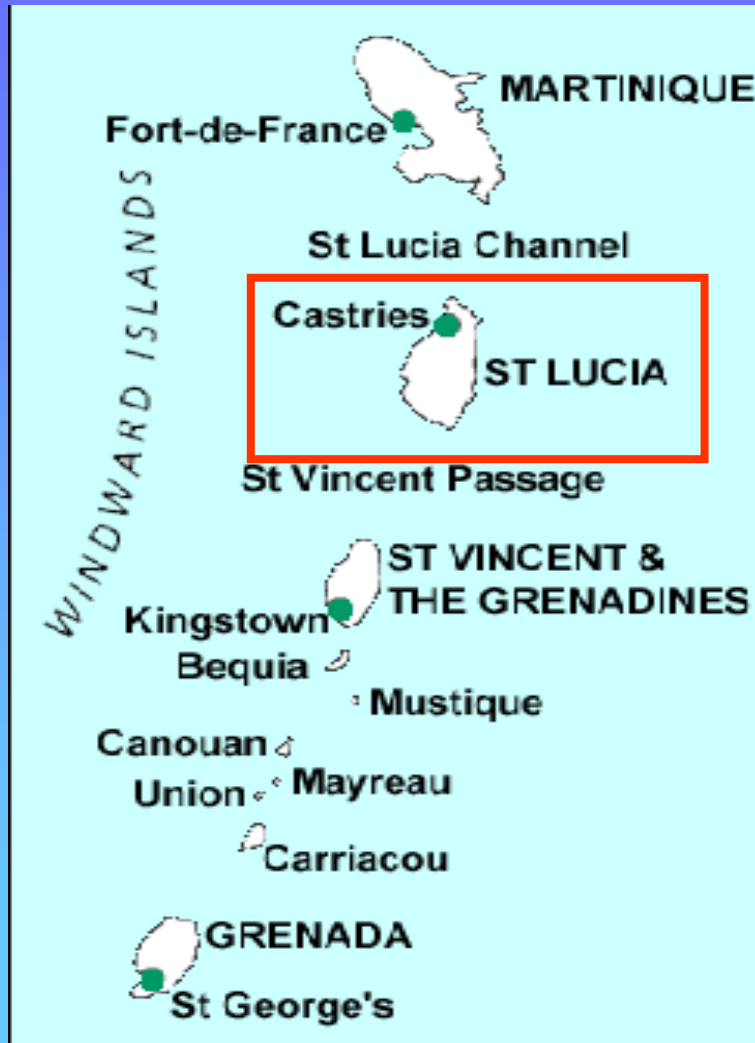 MARTINIQUE
Fort-de-France
WINDWARD ISLANDS
St Lucia Channel
Castries
ST LUCIA
St Vincent Passage
ST VINCENT &
THE GRENADINES
Kingstown
Bequia
Mustique
Canouan
Mayreau
Union
Carriacou
GRENADA
St George's